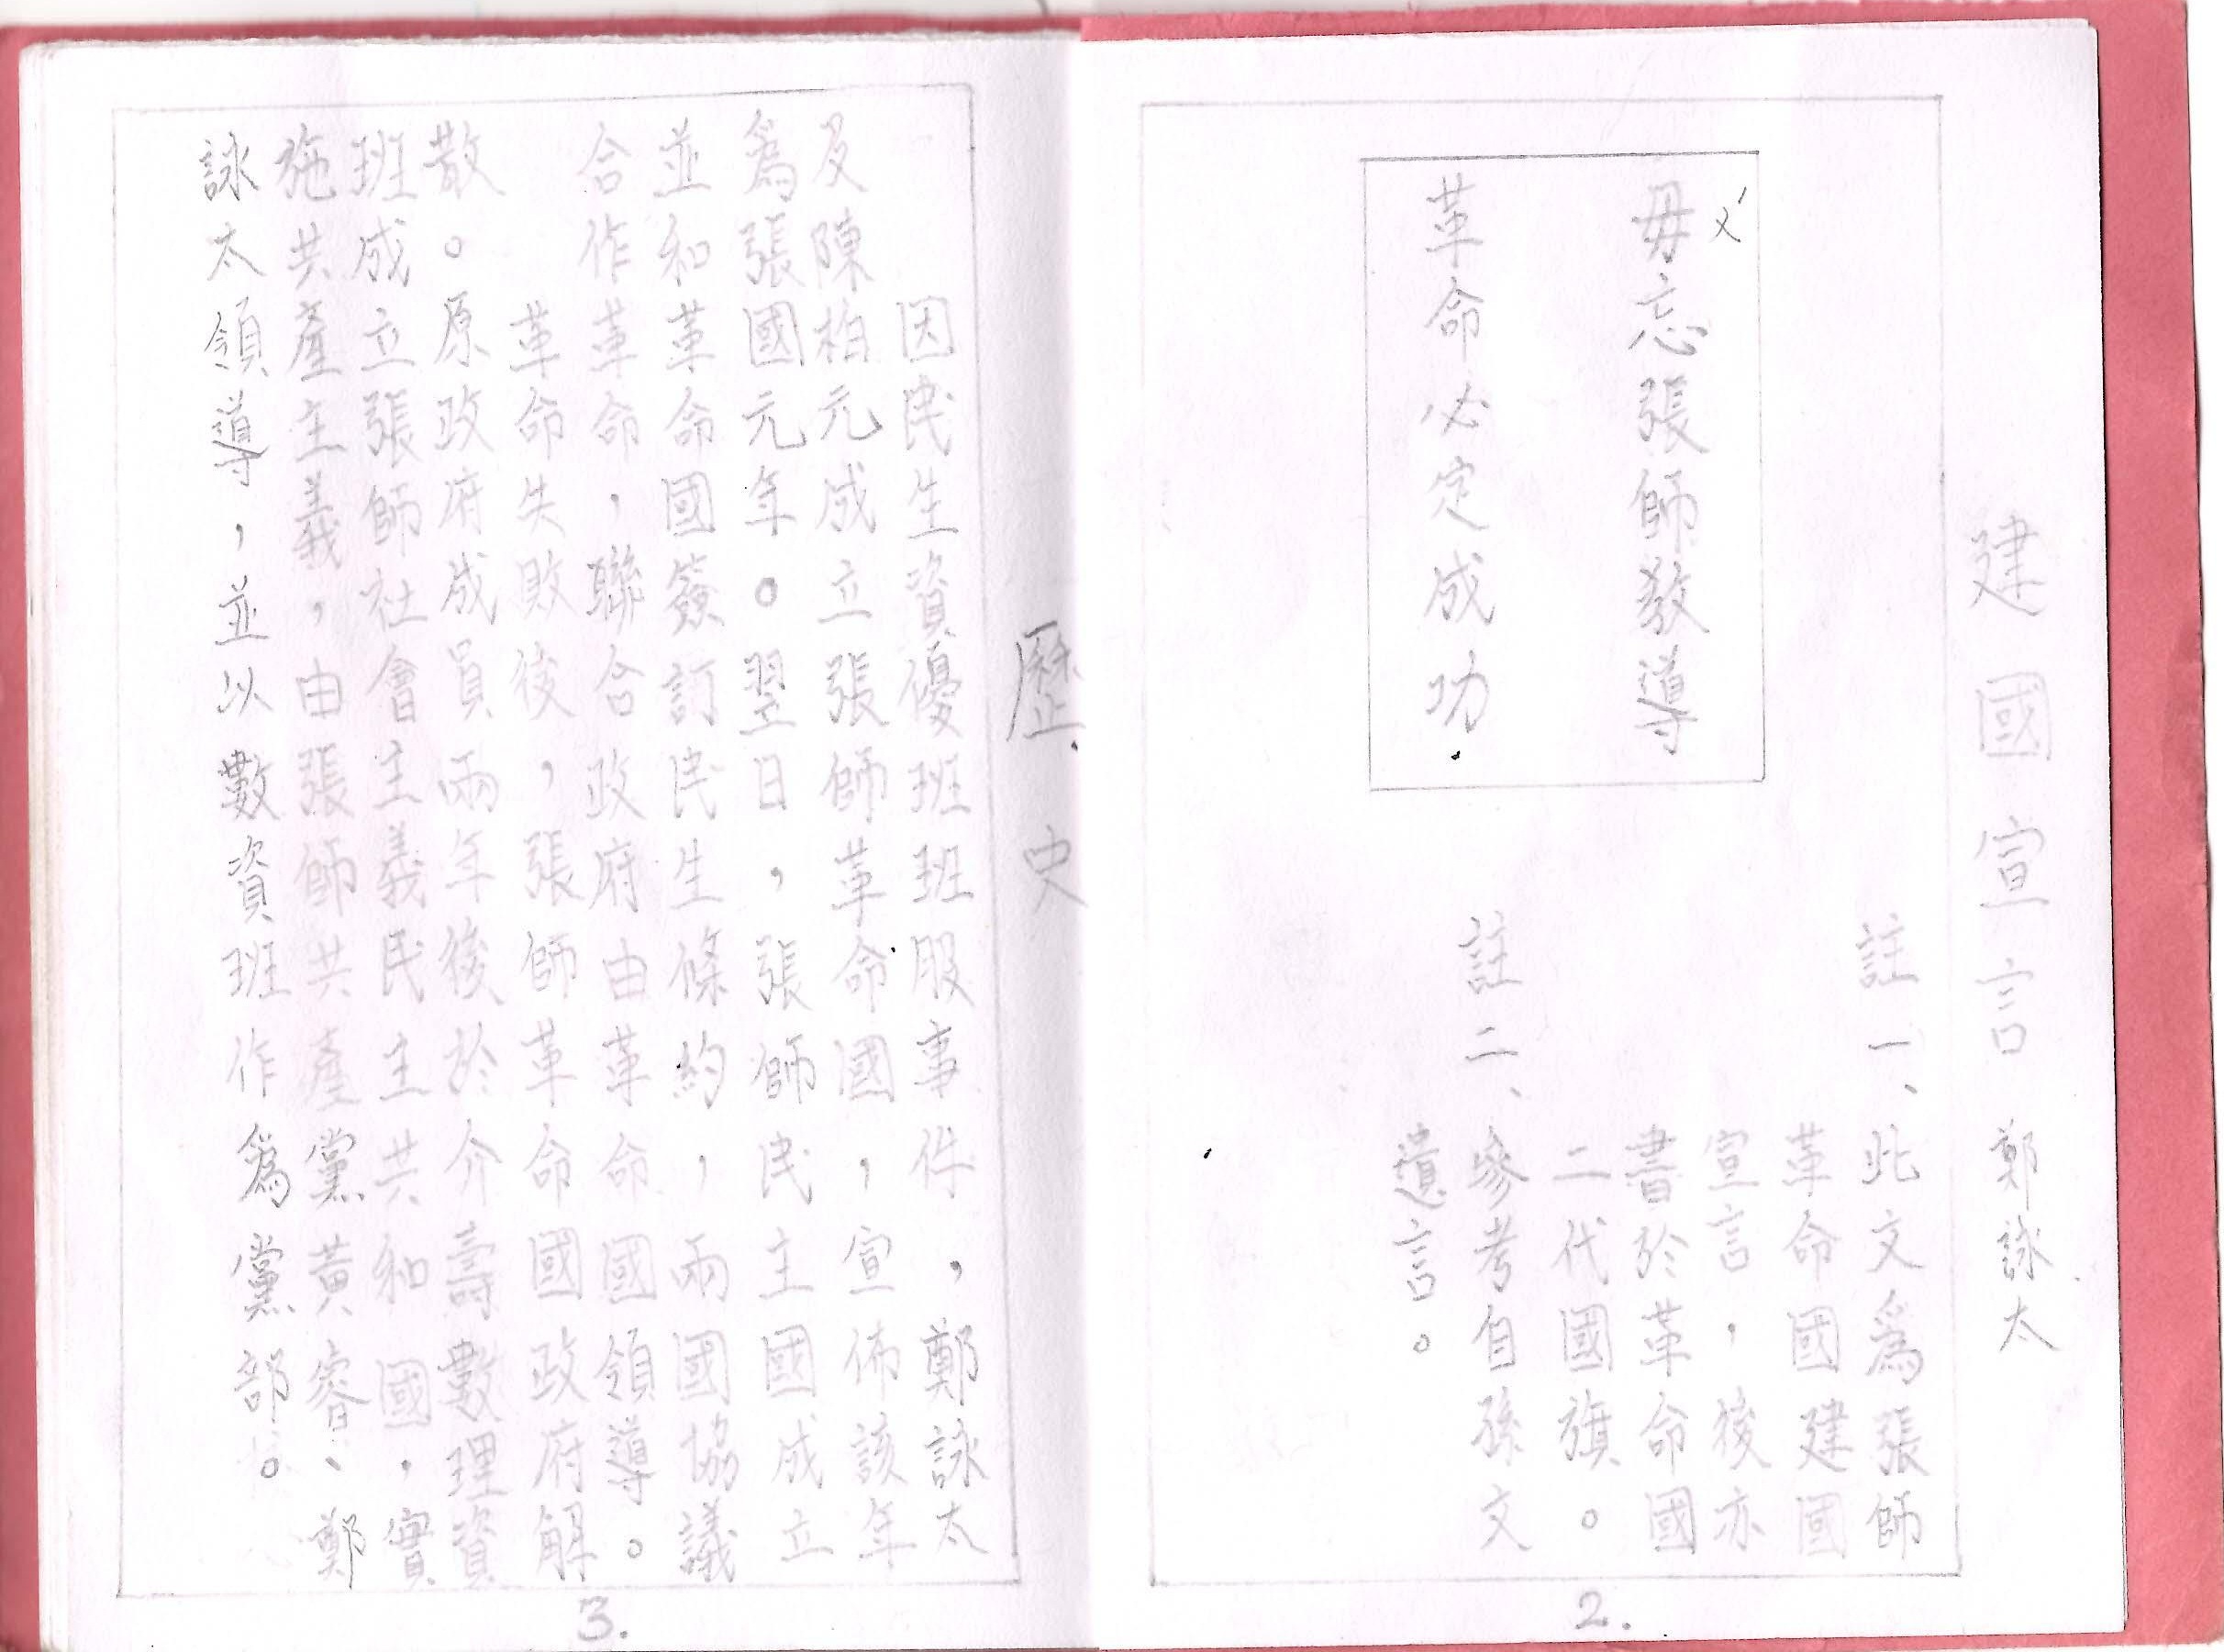 建國宣言 鄭詠太
ㄨˊ
毋忘張師教導
革命必定成功
註一、此文爲張師
革命國建國
宣言，後亦
書於革命國
二代國旗。
註二、參考自孫文
遺言。
2.
歷史
因民生資優班班服事件，鄭詠太
及陳柏元成立張師革命國，宣佈該年
爲張國元年。翌日，張師民主國成立
並和革命國簽訂民生條約，兩國協議
合作革命，聯合政府由革命國領導。
革命失敗後，張師革命國政府解
散。原政府成員兩年後於介壽數理資
班成立張師社會主義民主共和國，實
施共產主義，由張師共產黨黃睿、鄭
詠太領導，並以數資班作爲黨部。
3.